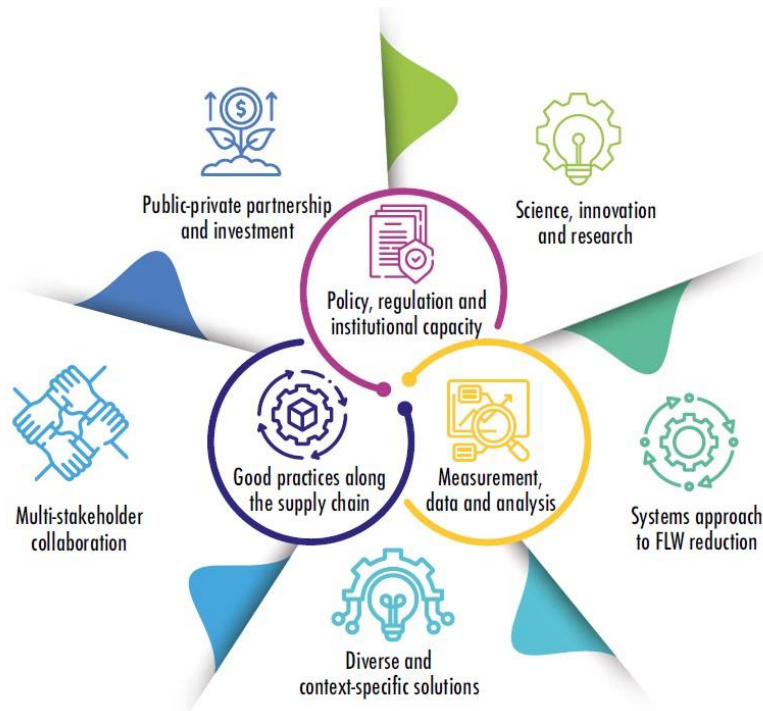 Public-private partnership
and investment
Science, innovation
and research
Policy, regulation and
institutional capacity
Good practices along
the supply chain
Measurement,
data and analysis
Multi-stakeholder
collaboration
Systems approach
to FLW reduction
Diverse and
context-specific solutions